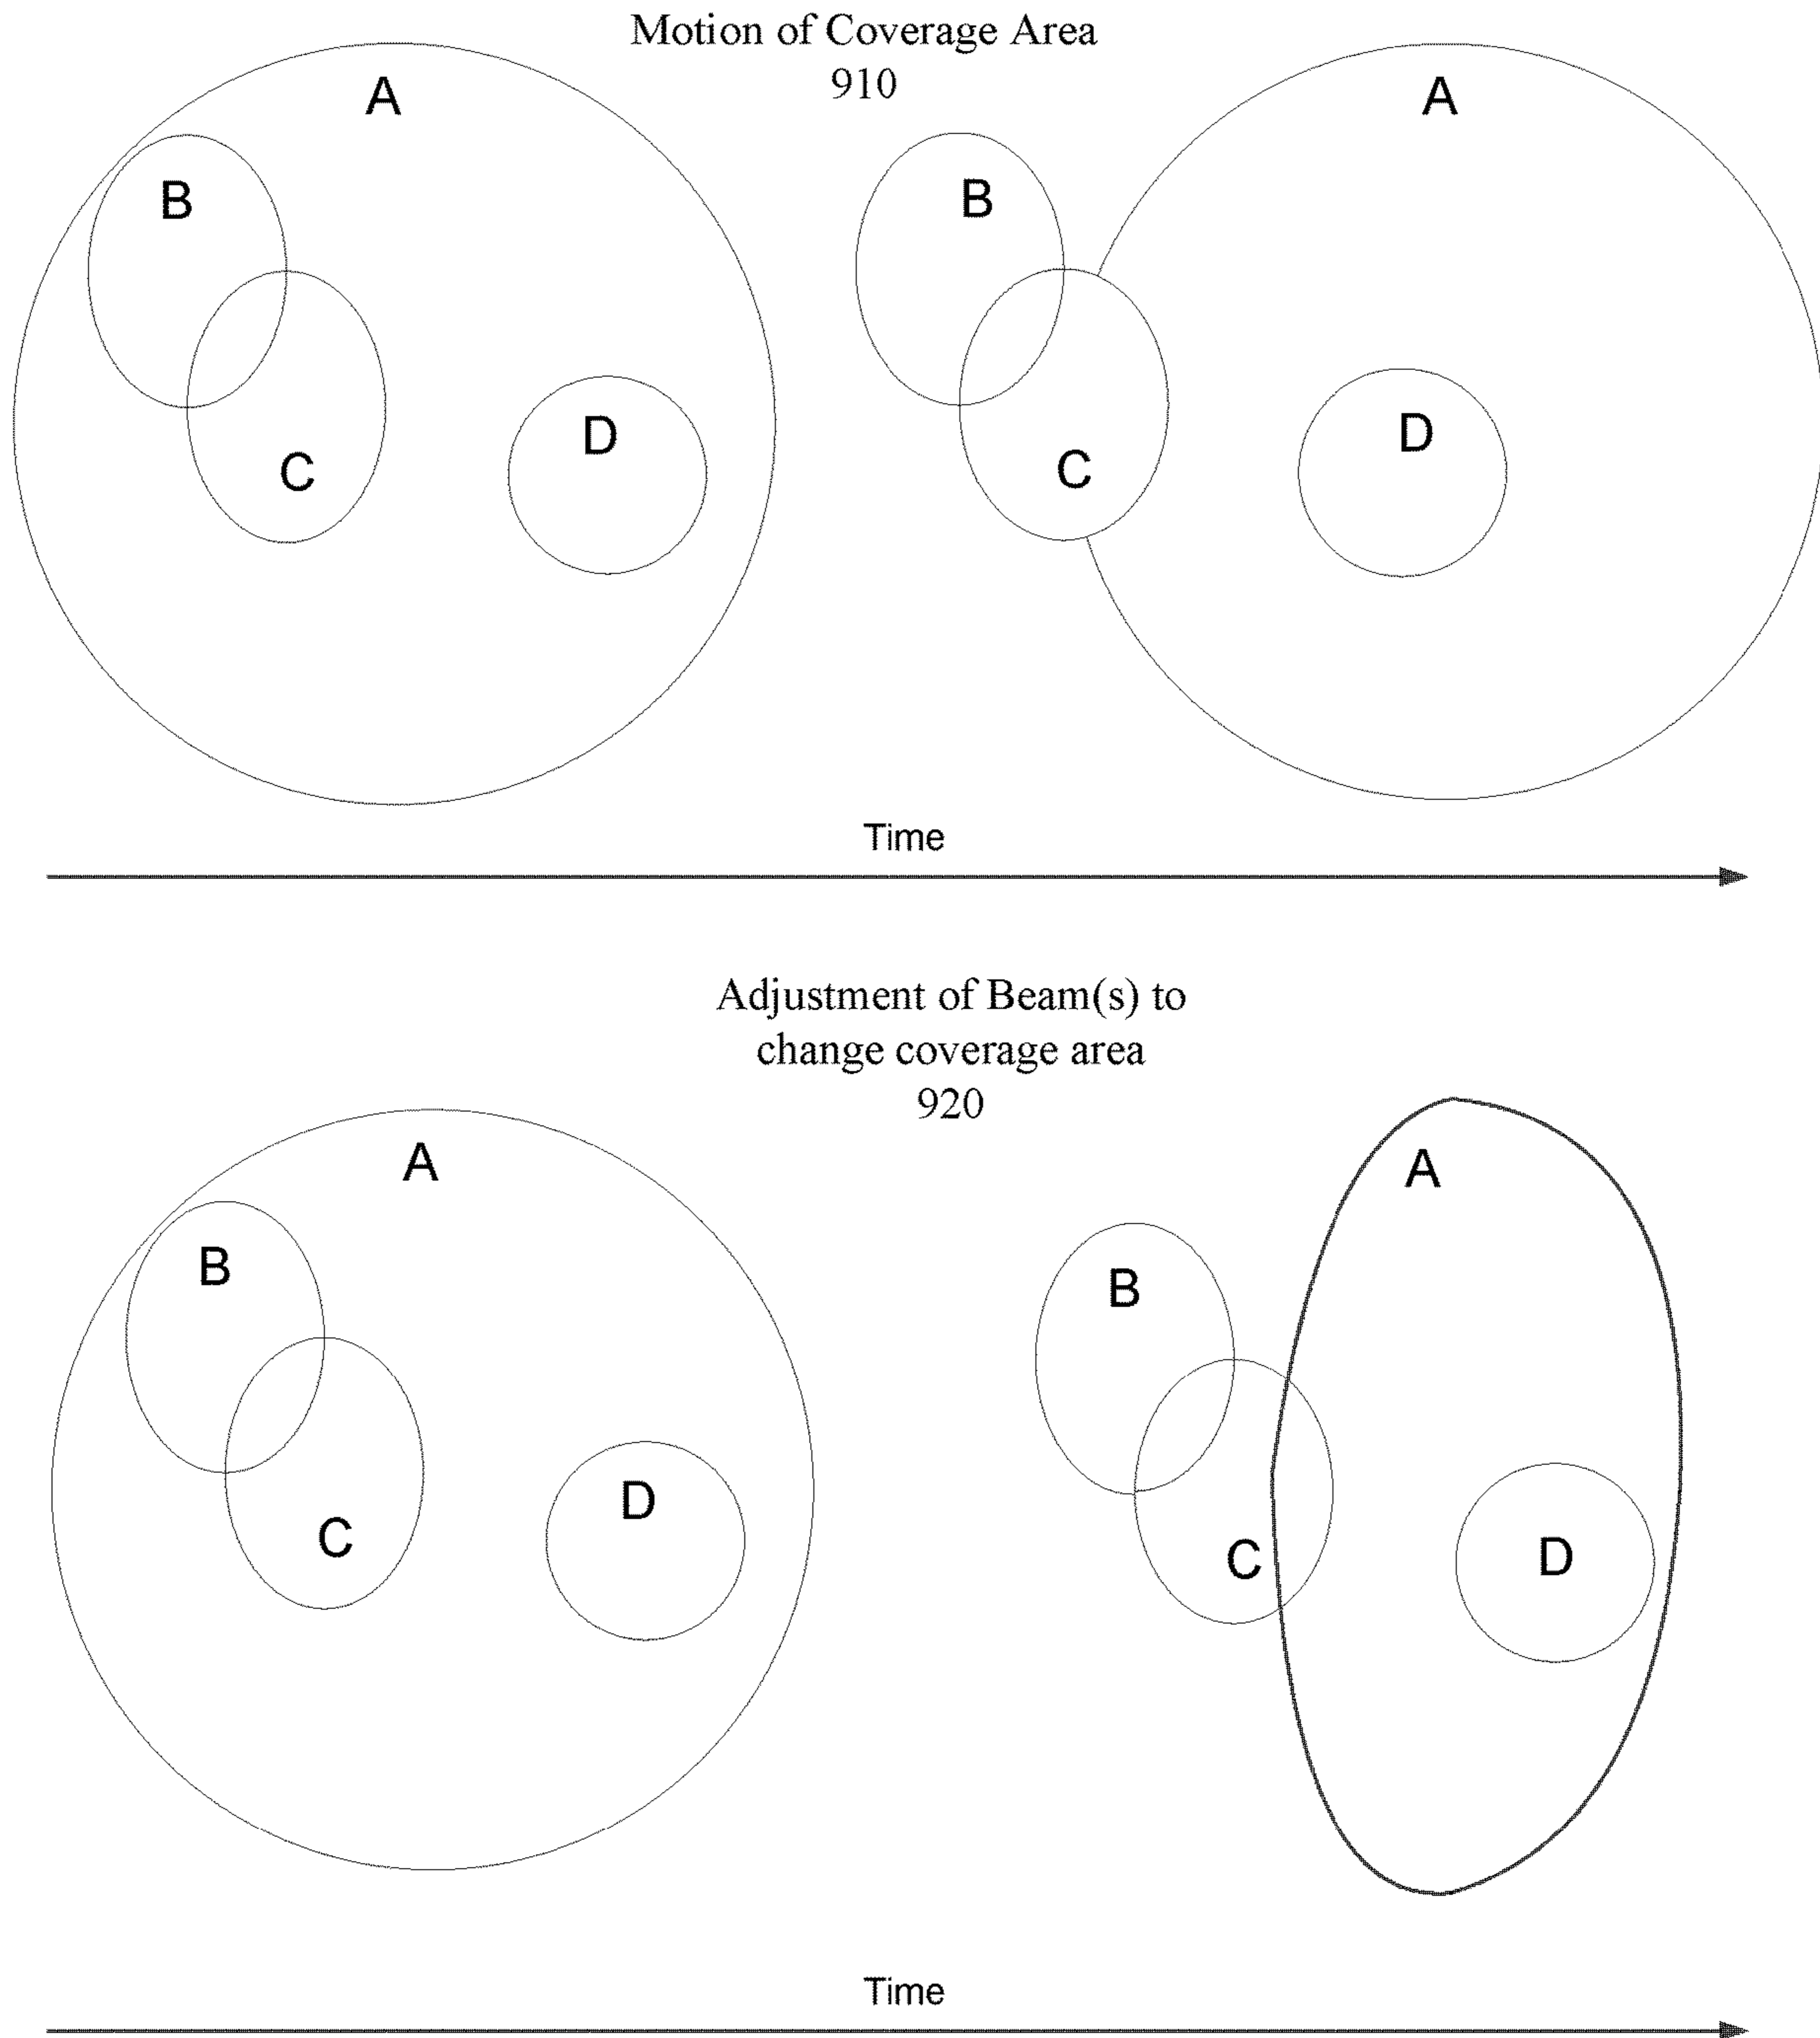 Motion of Coverage Area
910
A
A
B
B
C
C
D
D
Time
Adjustment of Beam(s) to
change coverage area
920
A
A
B
B
C
C
D
D
Time